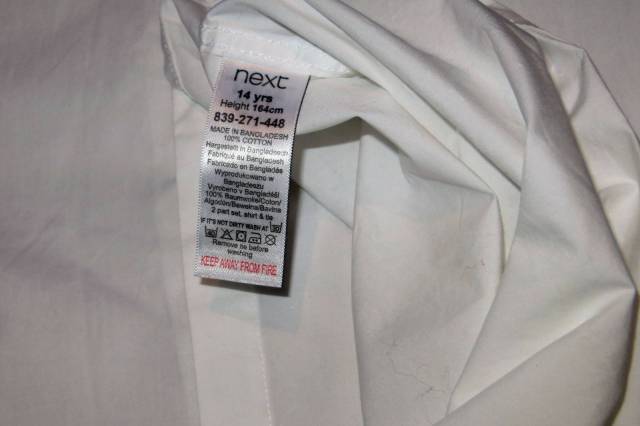 next
14 yrs
Height 164cm
839-271-448
MADE IN BANGLADESH
100% COTTON
Hergestellt in Bangladesch
Fabriqué au Bangladesh
Fabricado en Bangladés
Wyprodukowano w
Bangladeszu
Vyrobeno v Bangladéši
100% Baumwolle/Coton/
Algodón/Bawełna/Bavlna
2 part set, shirt & tie
IF IT'S NOT DIRTY WASH AT 30
40
Remove tie before
washing
KEEP AWAY FROM FIRE